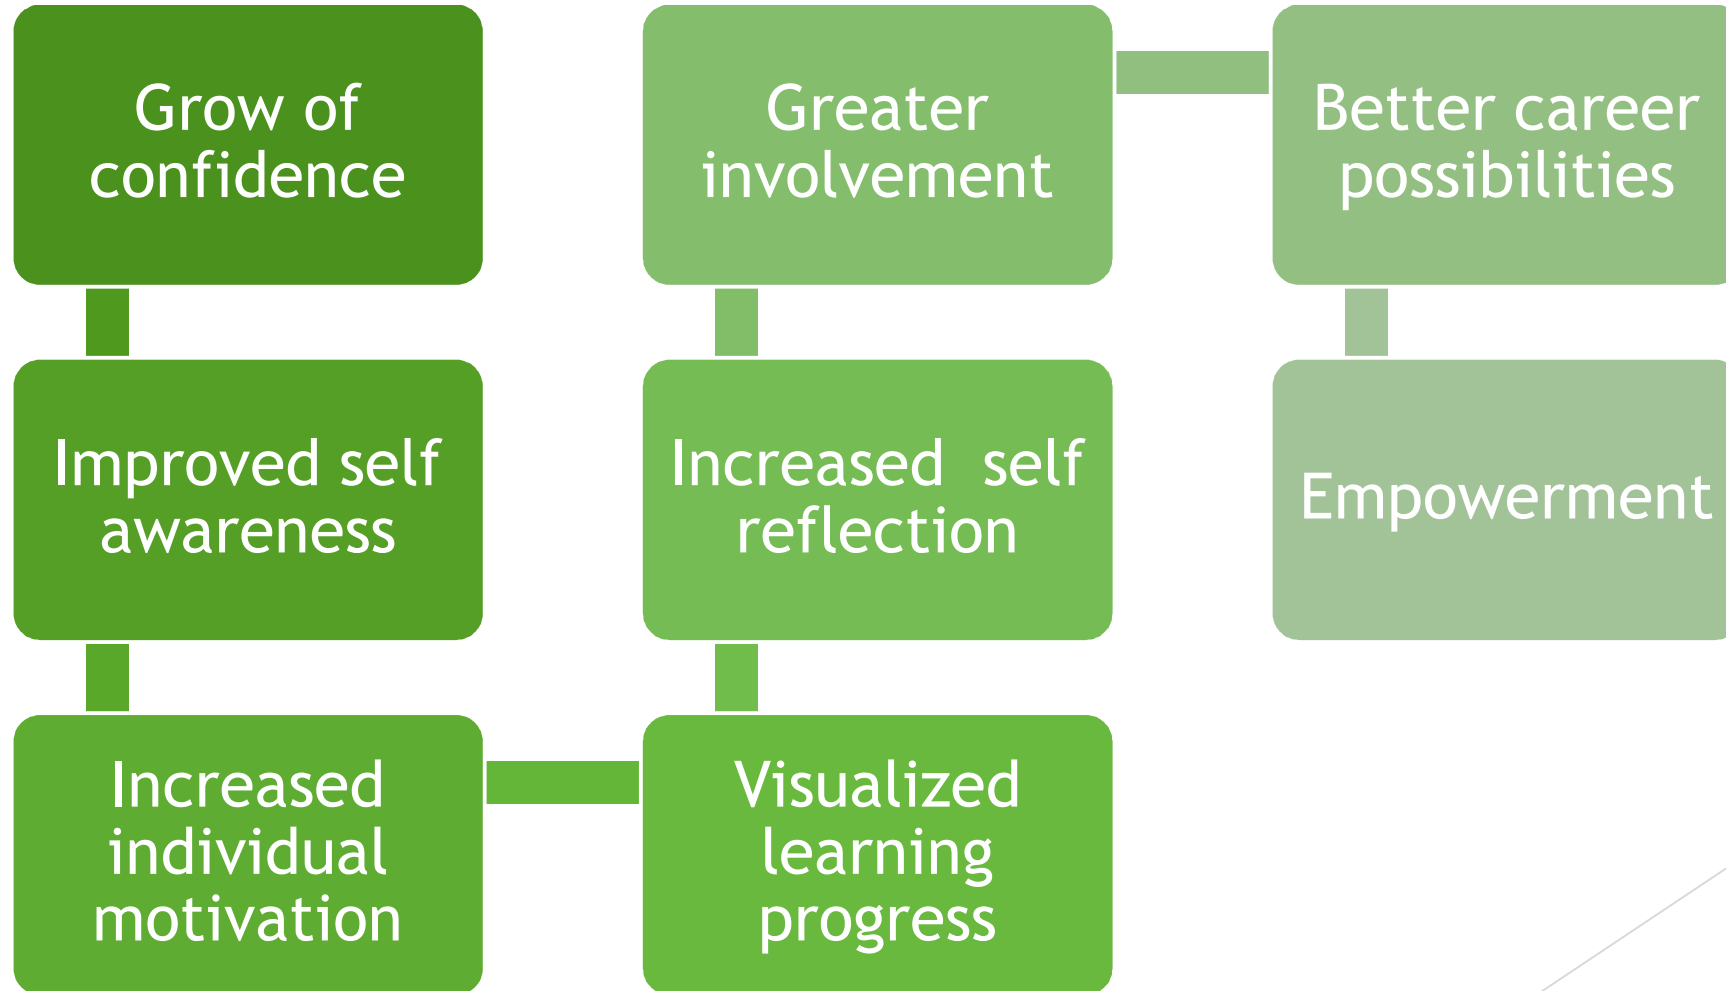 Grow of
confidence
Improved self
awareness
Increased
individual
motivation
Visualized
learning
progress
Increased  self
reflection
Greater
involvement
Better career
possibilities
Empowerment